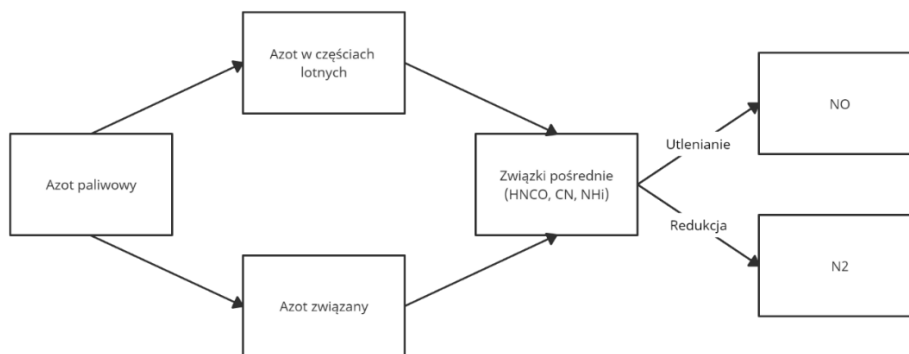 Azot w częściach
lotnych
Azot paliwowy
Azot związany
Związki pośrednie
(HNCO, CN, NHi)
Utlenianie
Redukcja
NO
N2